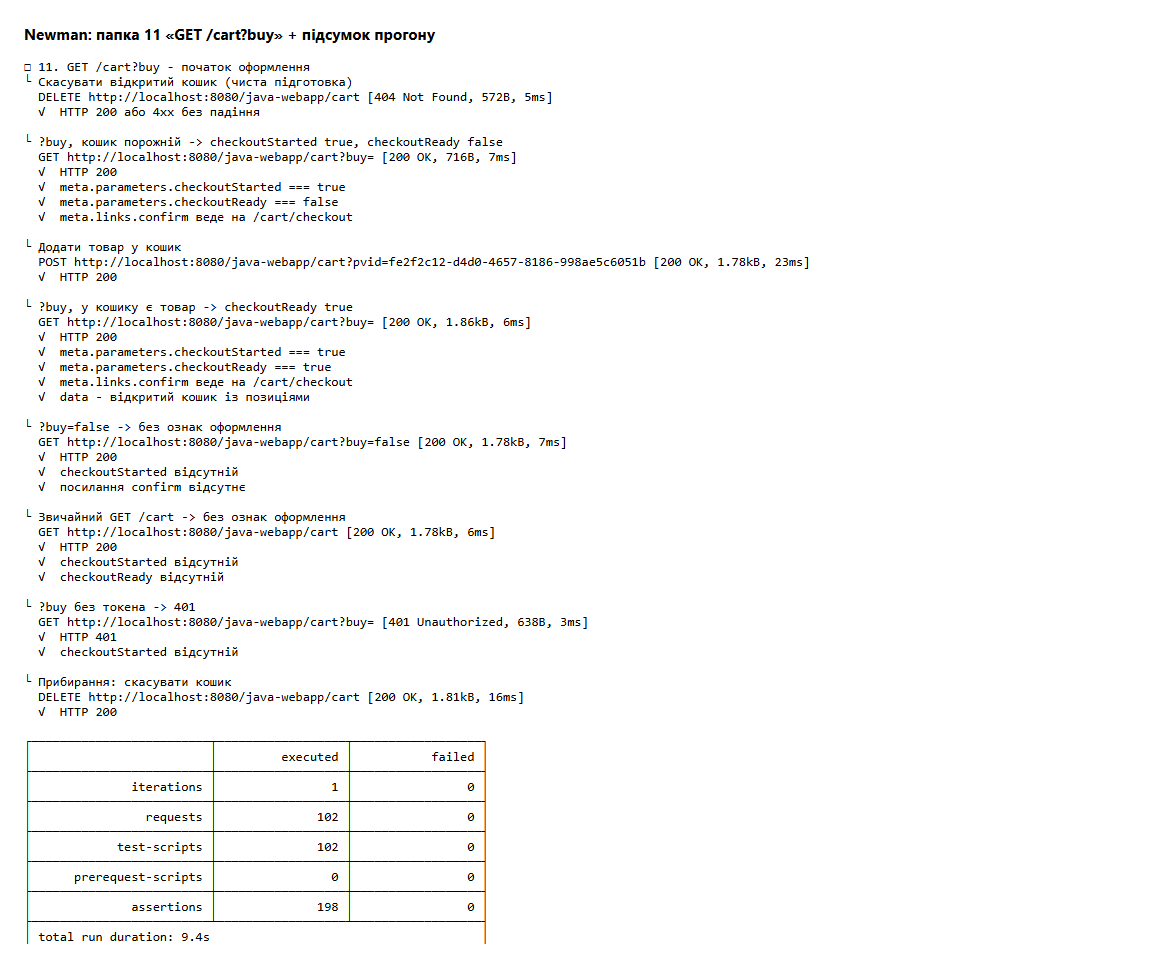 Newman: папка 11 «GET /cart?buy» + підсумок прогону
□ 11. GET /cart?buy - початок оформлення
└ Скасувати відкритий кошик (чиста підготовка)
DELETE http://localhost:8080/java-webapp/cart [404 Not Found, 572B, 5ms]
√ HTTP 200 або 4xx без падіння
└ ?buy, кошик порожній -> checkoutStarted true, checkoutReady false
GET http://localhost:8080/java-webapp/cart?buy= [200 OK, 716B, 7ms]
√ HTTP 200
√ meta.parameters.checkoutStarted === true
√ meta.parameters.checkoutReady === false
√ meta.links.confirm веде на /cart/checkout
└ Додати товар у кошик
POST http://localhost:8080/java-webapp/cart?pvid=fe2f2c12-d4d0-4657-8186-998ae5c6051b [200 OK, 1.78kB, 23ms]
√ HTTP 200
└ ?buy, у кошику є товар -> checkoutReady true
GET http://localhost:8080/java-webapp/cart?buy= [200 OK, 1.86kB, 6ms]
√ HTTP 200
√ meta.parameters.checkoutStarted === true
√ meta.parameters.checkoutReady === true
√ meta.links.confirm веде на /cart/checkout
√ data - відкритий кошик із позиціями
└ ?buy=false -> без ознак оформлення
GET http://localhost:8080/java-webapp/cart?buy=false [200 OK, 1.78kB, 7ms]
√ HTTP 200
√ checkoutStarted відсутній
√ посилання confirm відсутнє
└ Звичайний GET /cart -> без ознак оформлення
GET http://localhost:8080/java-webapp/cart [200 OK, 1.78kB, 6ms]
√ HTTP 200
√ checkoutStarted відсутній
√ checkoutReady відсутній
└ ?buy без токена -> 401
GET http://localhost:8080/java-webapp/cart?buy= [401 Unauthorized, 638B, 3ms]
√ HTTP 401
√ checkoutStarted відсутній
└ Прибирання: скасувати кошик
DELETE http://localhost:8080/java-webapp/cart [200 OK, 1.81kB, 16ms]
√ HTTP 200
executed failed
iterations 1 0
requests 102 0
test-scripts 102 0
prerequest-scripts 0 0
assertions 198 0
total run duration: 9.4s